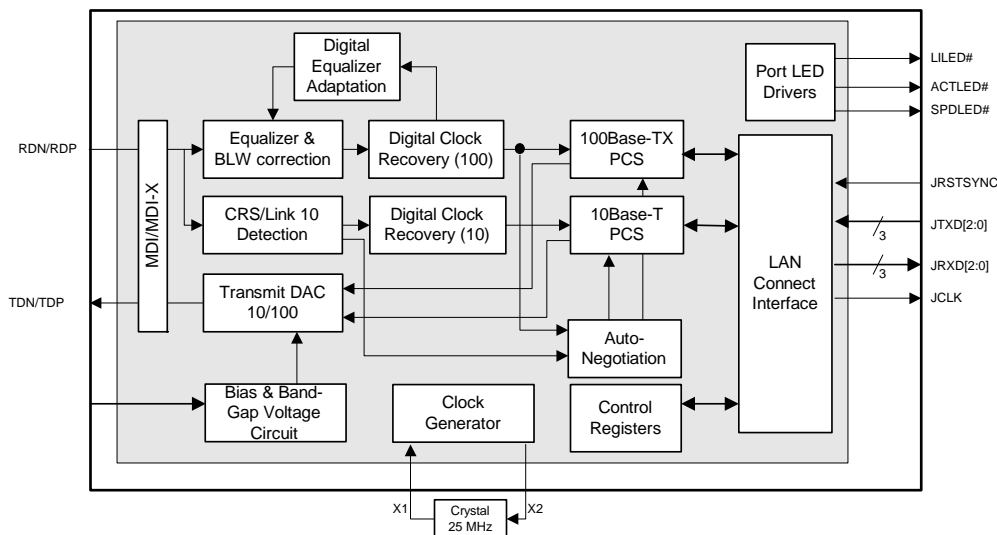 Digital
Equalizer
Adaptation
Port LED
Drivers
LILED#
ACTLED#
SPDLED#
RDN/RDP
MDI/MDI-X
Equalizer &
BLW correction
Digital Clock
Recovery (100)
100Base-TX
PCS
CRS/Link 10
Detection
Digital Clock
Recovery (10)
10Base-T
PCS
LAN
Connect
Interface
JRSTSYNC
JTXD[2:0]
3
JRXD[2:0]
3
JCLK
TDN/TDP
Transmit DAC
10/100
Auto-
Negotiation
Bias & Band-
Gap Voltage
Circuit
Clock
Generator
Control
Registers
X1
Crystal
25 MHz
X2